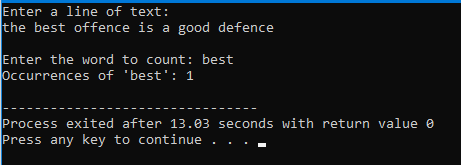 Enter a line of text:
the best offence is a good defence
Enter the word to count: best
Occurrences of 'best': 1
--------------------------------
Process exited after 13.03 seconds with return value 0
Press any key to continue . . .